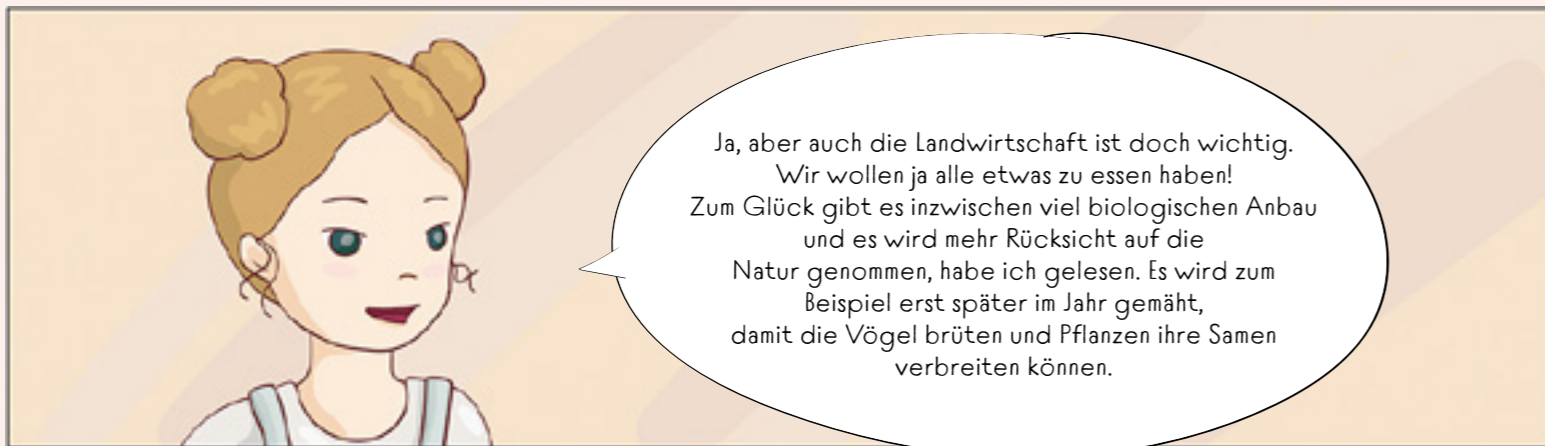 Ja, aber auch die Landwirtschaft ist doch wichtig.
Wir wollen ja alle etwas zu essen haben!
Zum Glück gibt es inzwischen viel biologischen Anbau
und es wird mehr Rücksicht auf die
Natur genommen, habe ich gelesen. Es wird zum
Beispiel erst später im Jahr gemäht,
damit die Vögel brüten und Pflanzen ihre Samen
verbreiten können.